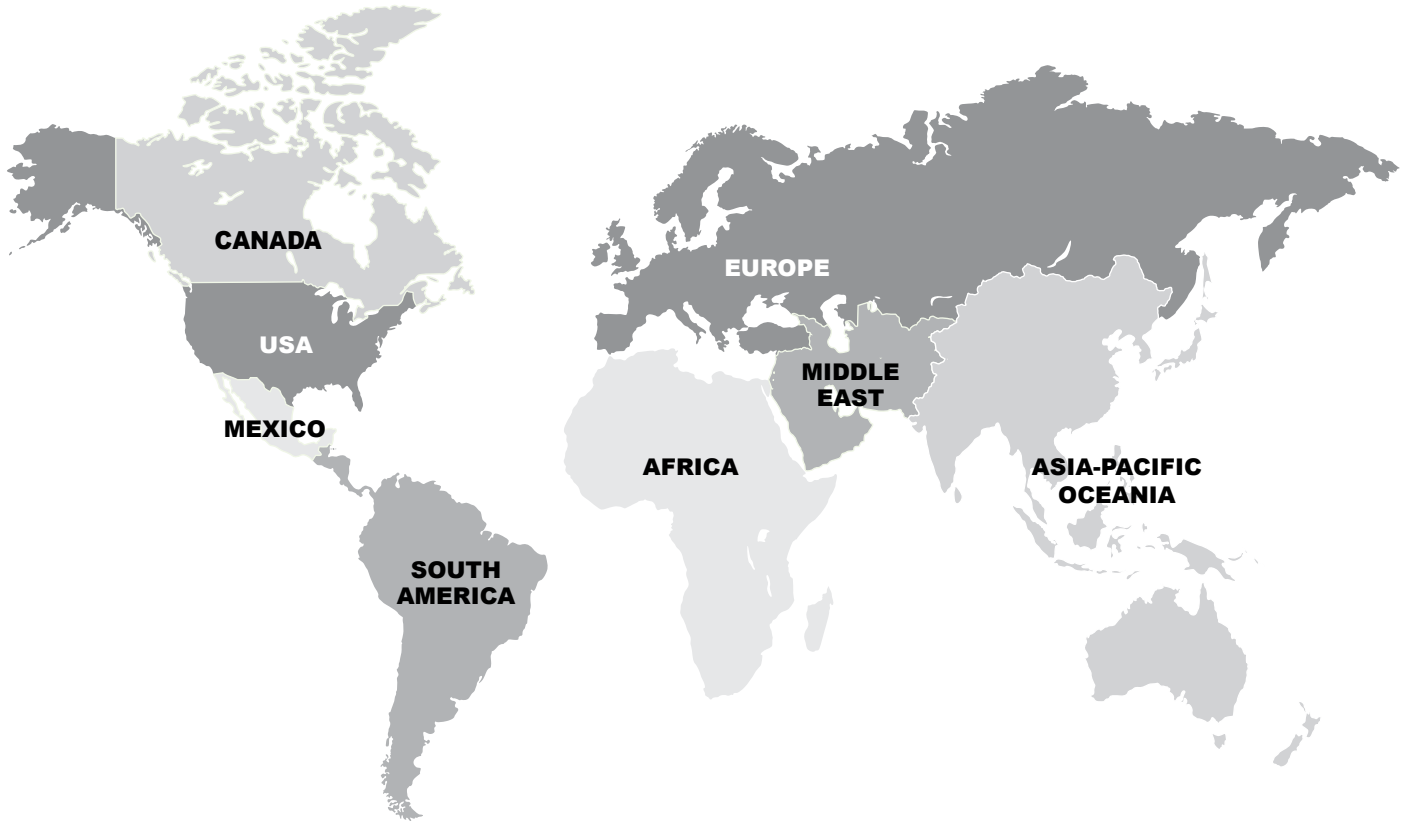 CANADA
USA
MEXICO
SOUTH
AMERICA
EUROPE
MIDDLE
EAST
AFRICA
ASIA-PACIFIC
OCEANIA